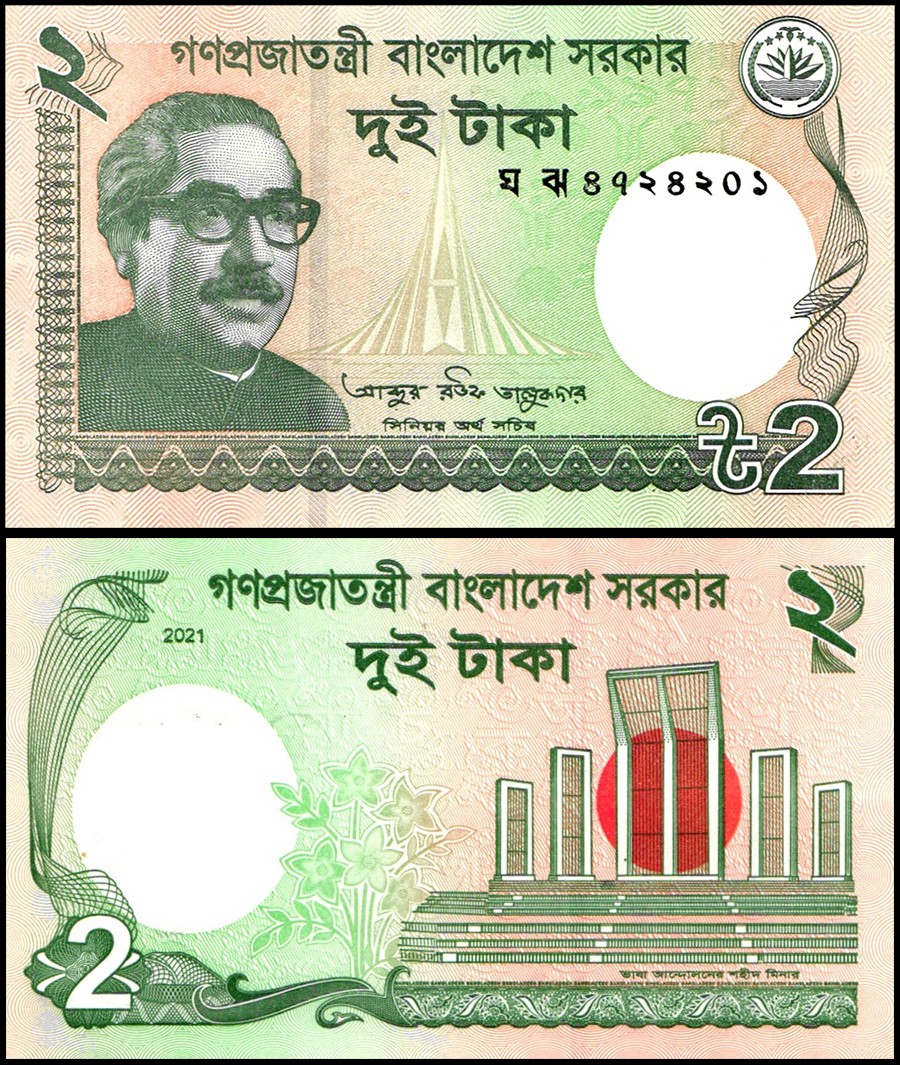 ২
গণপ্রজাতন্ত্রী বাংলাদেশ সরকার
দুই টাকা
ঘ ঝ ৪৭২৪২০১
আব্দুর রউফ তালুকদার
সিনিয়র অর্থ সচিব
৳2
গণপ্রজাতন্ত্রী বাংলাদেশ সরকার
২
2021
দুই টাকা
2
ভাষা আন্দোলনের শহীদ মিনার